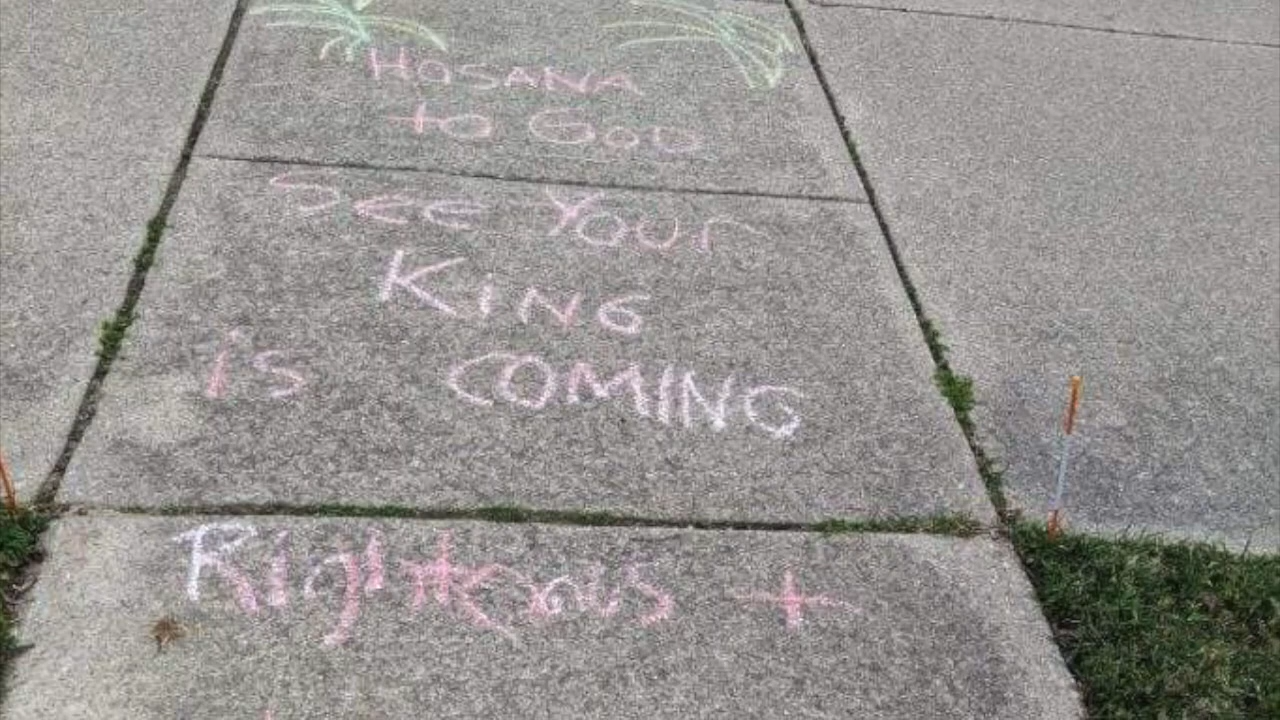 HOSANA
to GOD
See Your
KING
is COMING
Righteous +